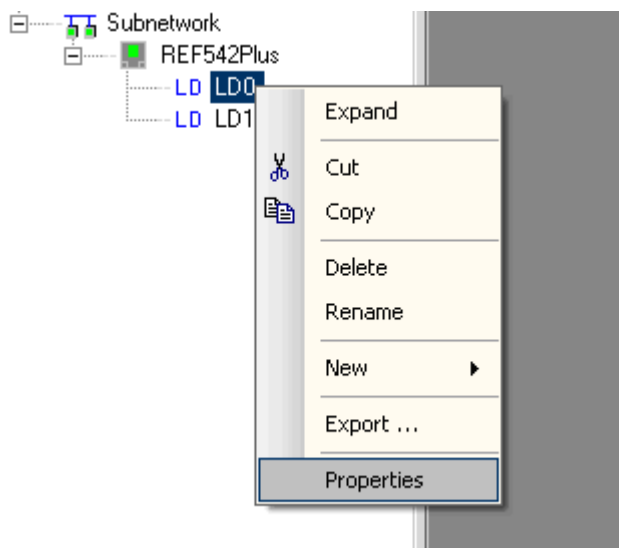 Subnetwork
REF542Plus
LD LD0
LD LD1
Expand
Cut
Copy
Delete
Rename
New
Export ...
Properties